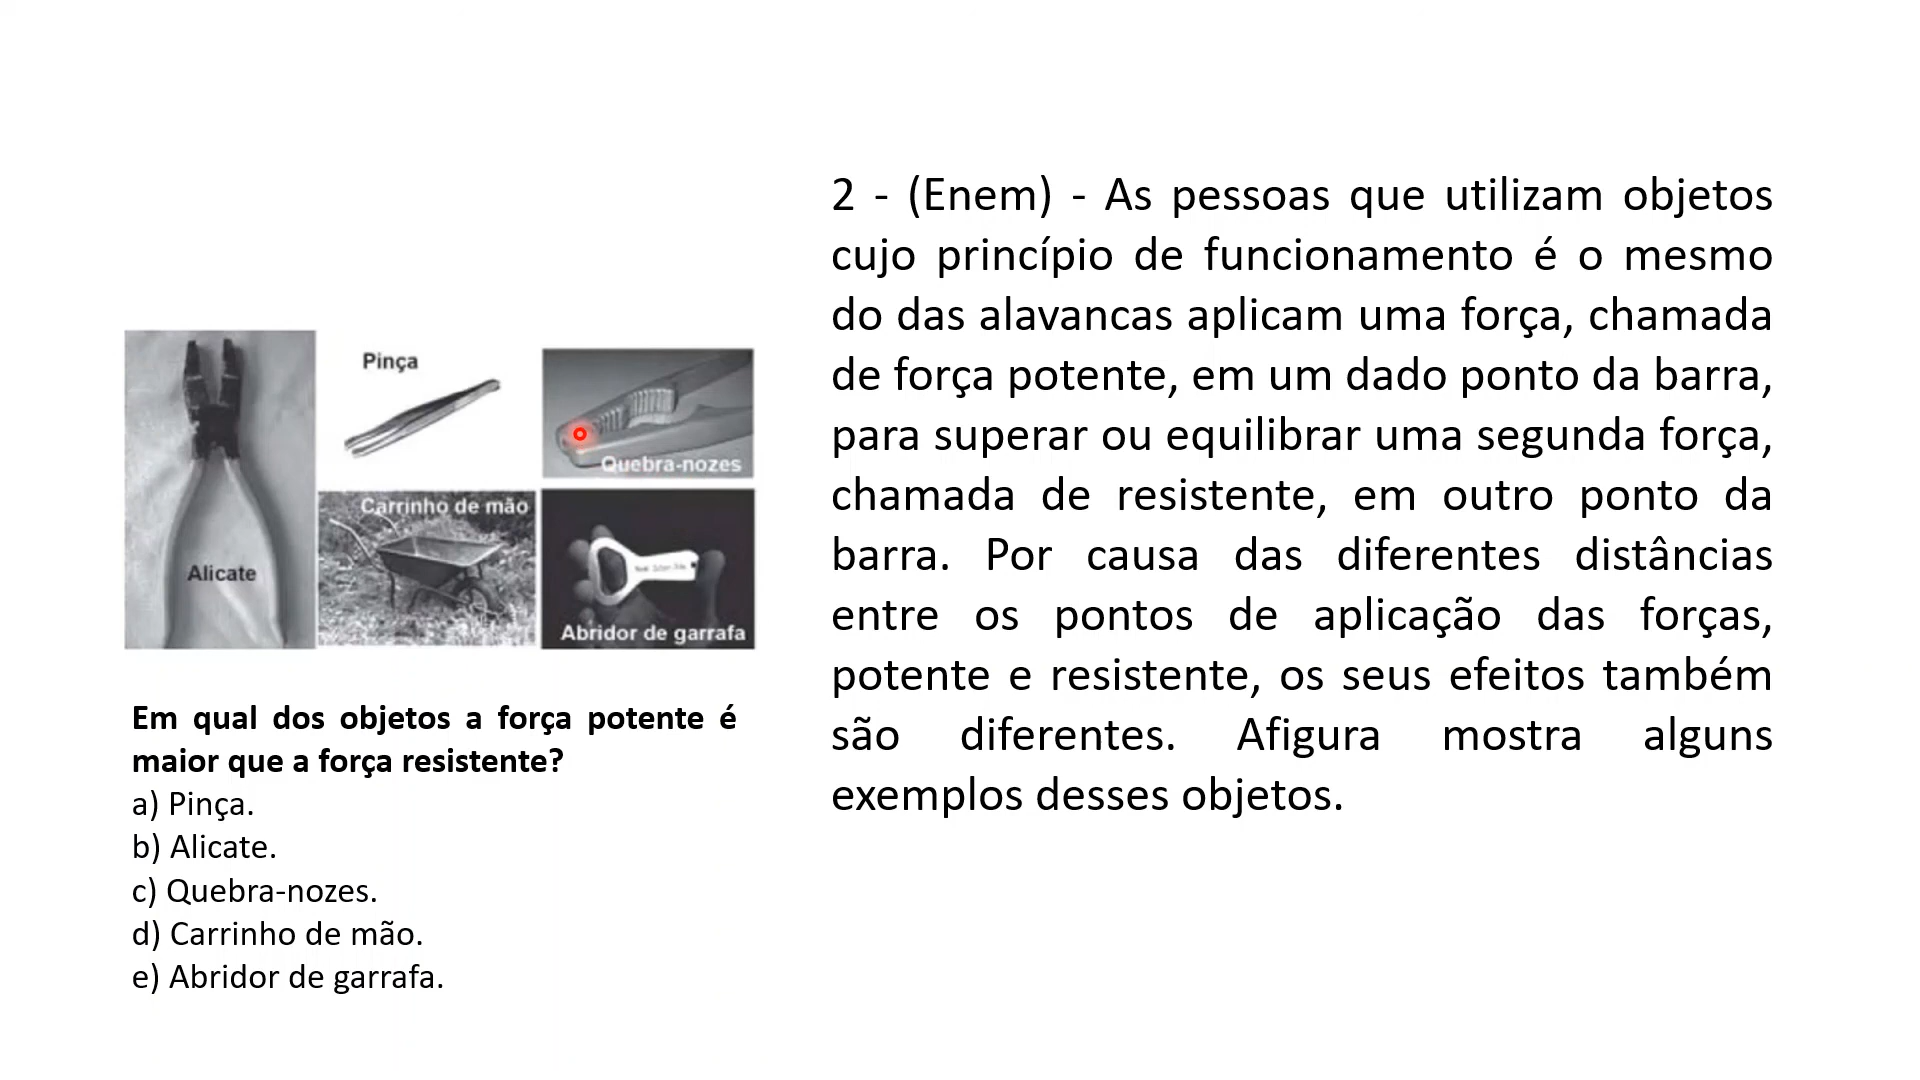 2 - (Enem) - As pessoas que utilizam objetos
cujo princípio de funcionamento é o mesmo
do das alavancas aplicam uma força, chamada
de força potente, em um dado ponto da barra,
para superar ou equilibrar uma segunda força,
chamada de resistente, em outro ponto da
barra. Por causa das diferentes distâncias
entre os pontos de aplicação das forças,
potente e resistente, os seus efeitos também
são diferentes. Afigura mostra alguns
exemplos desses objetos.
Pinça
Quebra-nozes
Carrinho de mão
Alicate
Abridor de garrafa
Em qual dos objetos a força potente é
maior que a força resistente?
a) Pinça.
b) Alicate.
c) Quebra-nozes.
d) Carrinho de mão.
e) Abridor de garrafa.